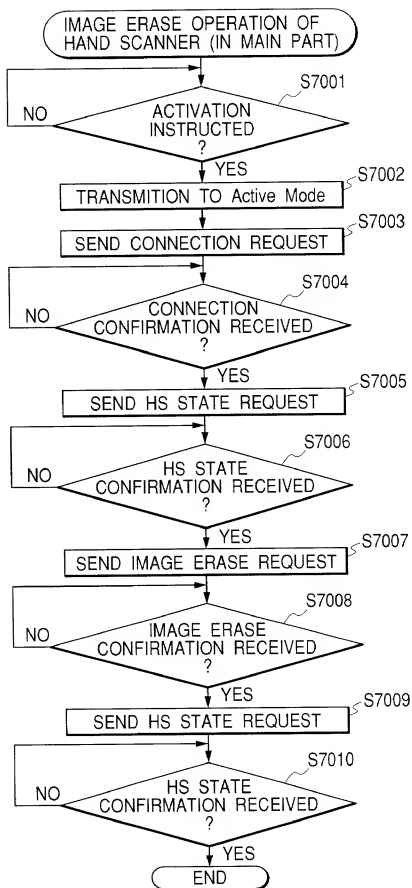 IMAGE ERASE OPERATION OF
HAND SCANNER (IN MAIN PART)
S7001
NO
ACTIVATION
INSTRUCTED
?
YES
S7002
TRANSMITION TO Active Mode
S7003
SEND CONNECTION REQUEST
S7004
NO
CONNECTION
CONFIRMATION RECEIVED
?
YES
S7005
SEND HS STATE REQUEST
S7006
NO
HS STATE
CONFIRMATION RECEIVED
?
YES
S7007
SEND IMAGE ERASE REQUEST
S7008
NO
IMAGE ERASE
CONFIRMATION RECEIVED
?
YES
S7009
SEND HS STATE REQUEST
S7010
NO
HS STATE
CONFIRMATION RECEIVED
?
YES
END